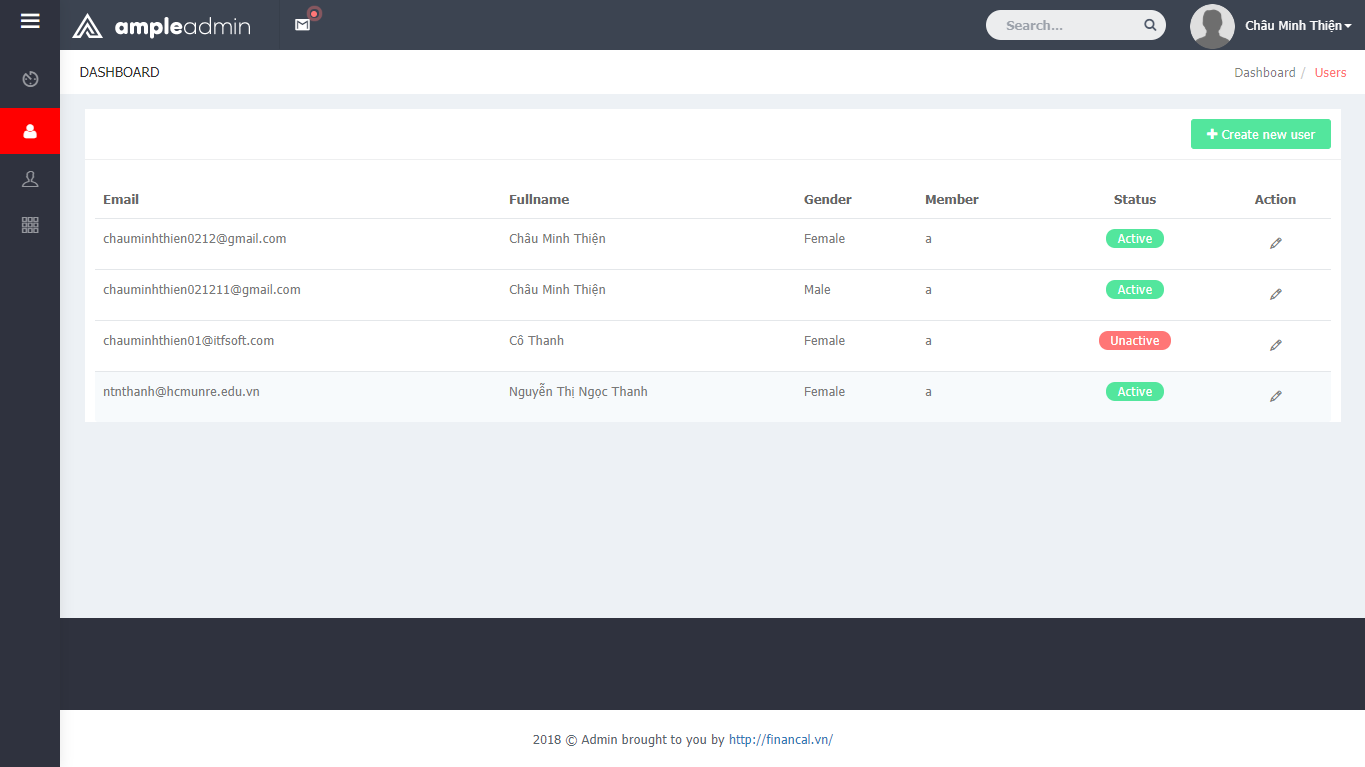 ampleadmin Search... Châu Minh Thiện
DASHBOARD Dashboard / Users
Create new user
Email Fullname Gender Member Status Action
chauminhthien0212@gmail.com Châu Minh Thiện Female a Active
chauminhthien021211@gmail.com Châu Minh Thiện Male a Active
chauminhthien01@itfsoft.com Cô Thanh Female a Unactive
ntnthanh@hcmunre.edu.vn Nguyễn Thị Ngọc Thanh Female a Active
2018 © Admin brought to you by http://financal.vn/